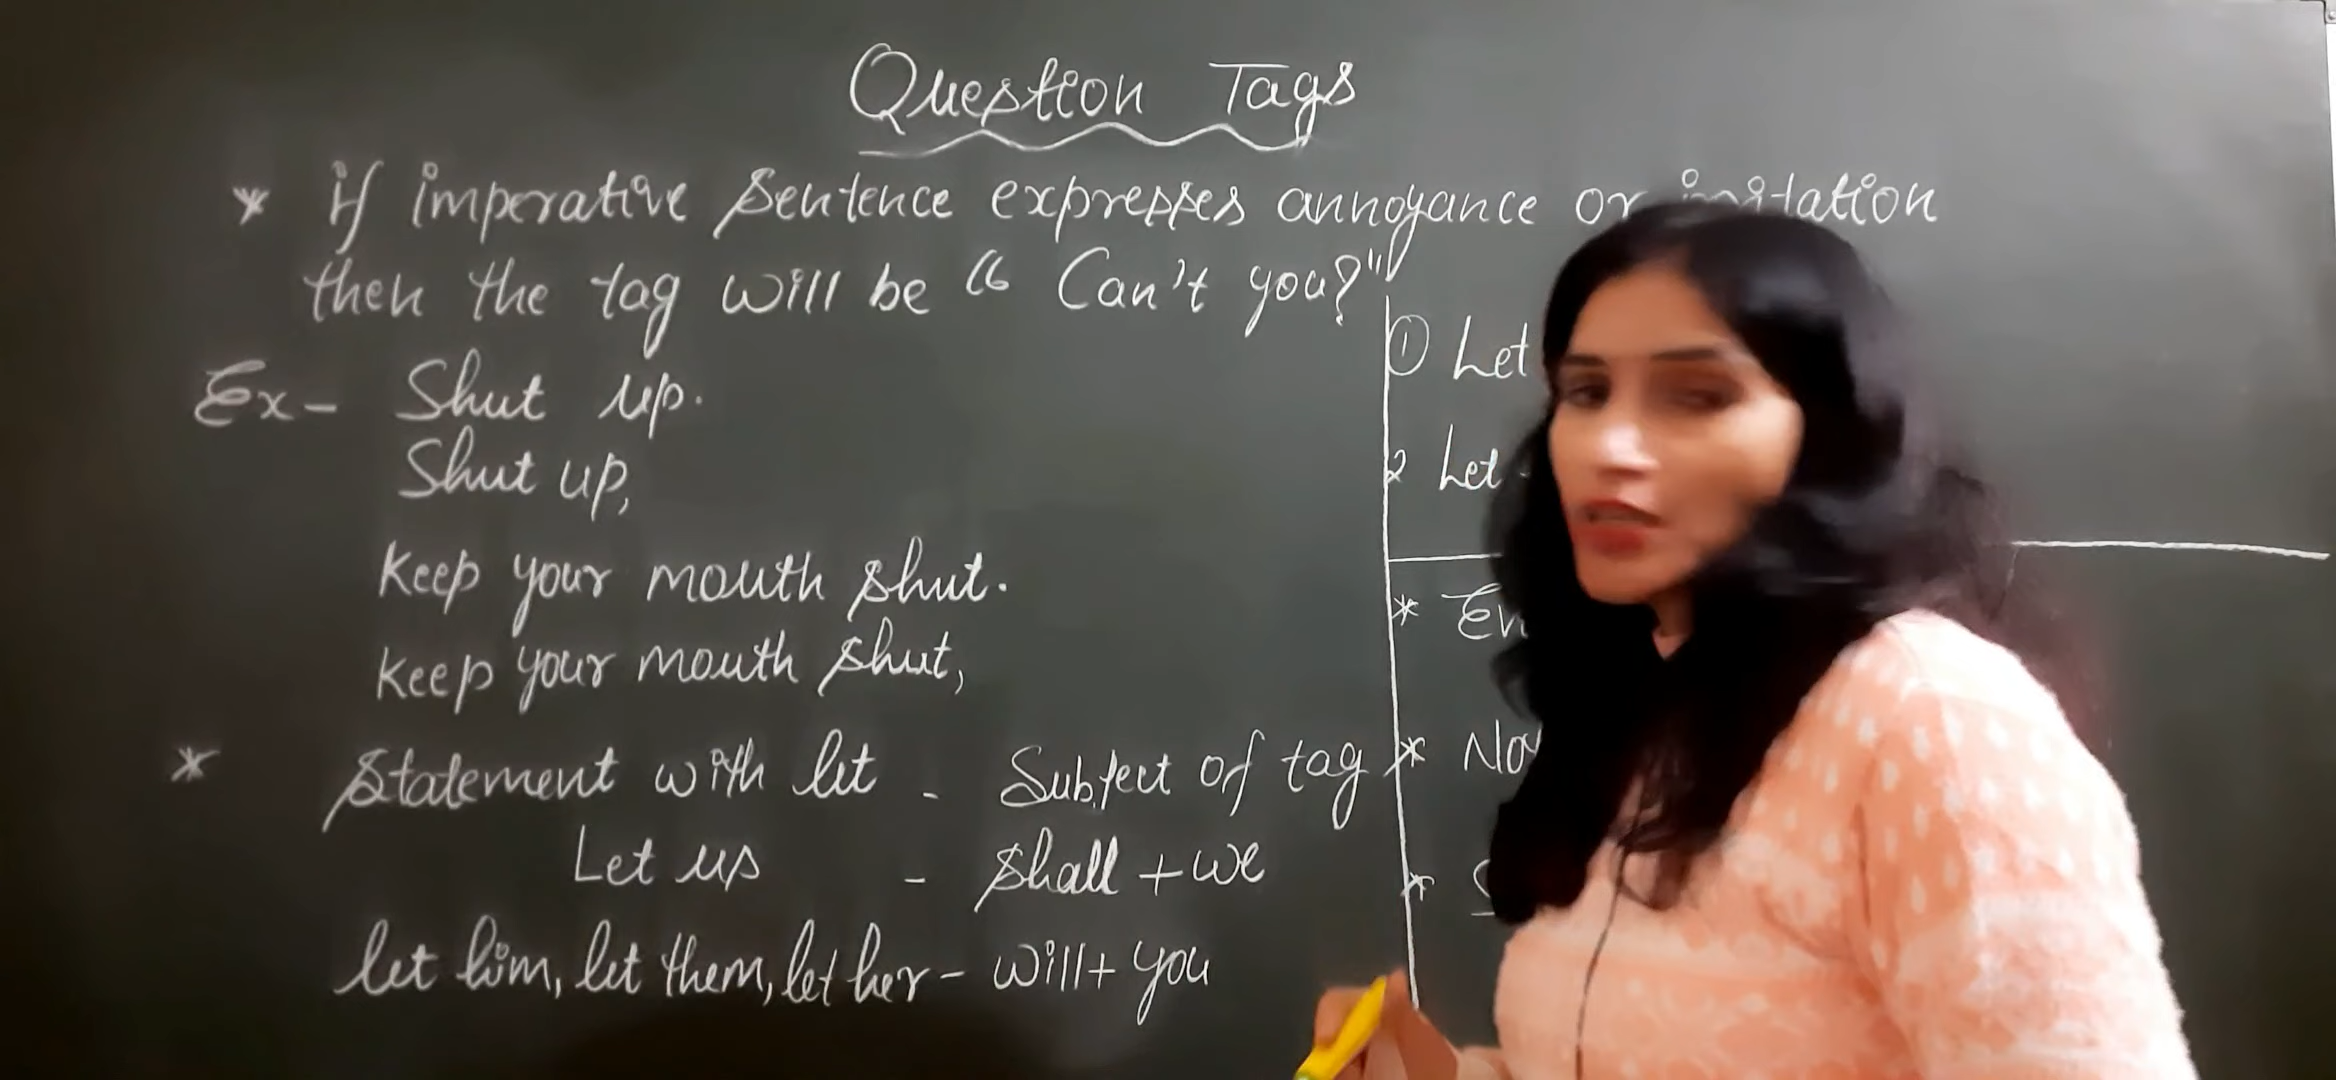 Question Tags
* if imperative sentence expresses annoyance or
then the tag will be "Can't you?"
Ex- Shut up.
Shut up,
Keep your mouth shut.
Keep your mouth shut,
* Statement with let - Subject of tag
Let us - shall + we
let him, let them, let her - will + you
① Let
2 Let
*
*
*